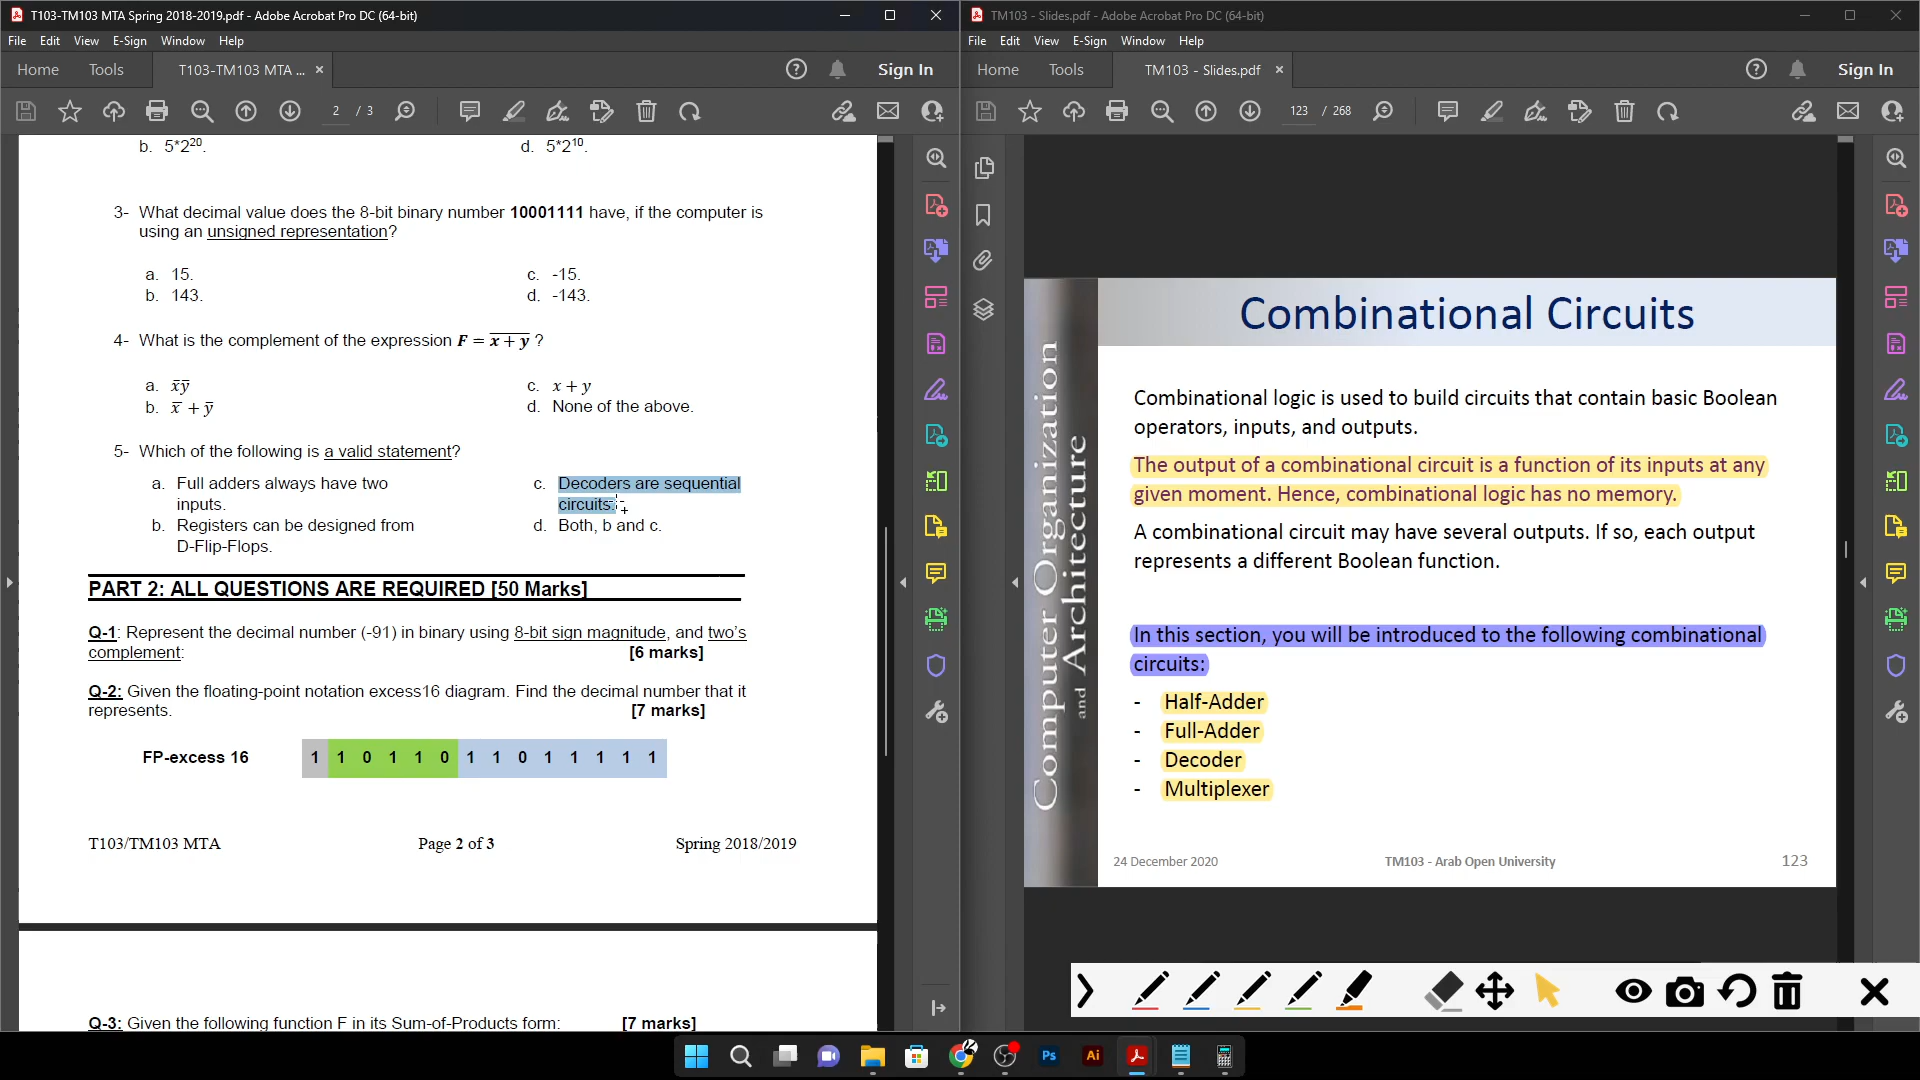 T103-TM103 MTA Spring 2018-2019.pdf - Adobe Acrobat Pro DC (64-bit)
File Edit View E-Sign Window Help
Home Tools T103-TM103 MTA ... × Sign In
2 / 3
b. 5*2²⁰.
d. 5*2¹⁰.
3- What decimal value does the 8-bit binary number 10001111 have, if the computer is
using an unsigned representation?
a. 15.
c. -15.
b. 143.
d. -143.
4- What is the complement of the expression F = x̅ ̅+̅ ̅y̅ ?
a. x̅y̅
c. x + y
b. x̅ + y̅
d. None of the above.
5- Which of the following is a valid statement?
a. Full adders always have two
inputs.
b. Registers can be designed from
D-Flip-Flops.
c. Decoders are sequential
circuits.
d. Both, b and c.
PART 2: ALL QUESTIONS ARE REQUIRED [50 Marks]
Q-1: Represent the decimal number (-91) in binary using 8-bit sign magnitude, and two's
complement: [6 marks]
Q-2: Given the floating-point notation excess16 diagram. Find the decimal number that it
represents. [7 marks]
FP-excess 16 1 1 0 1 1 0 1 1 0 1 1 1 1 1
T103/TM103 MTA Page 2 of 3 Spring 2018/2019
Q-3: Given the following function F in its Sum-of-Products form: [7 marks]
TM103 - Slides.pdf - Adobe Acrobat Pro DC (64-bit)
File Edit View E-Sign Window Help
Home Tools TM103 - Slides.pdf × Sign In
123 / 268
Computer Organization
and Architecture
Combinational Circuits
Combinational logic is used to build circuits that contain basic Boolean
operators, inputs, and outputs.
The output of a combinational circuit is a function of its inputs at any
given moment. Hence, combinational logic has no memory.
A combinational circuit may have several outputs. If so, each output
represents a different Boolean function.
In this section, you will be introduced to the following combinational
circuits:
- Half-Adder
- Full-Adder
- Decoder
- Multiplexer
24 December 2020 TM103 - Arab Open University 123
Ps Ai